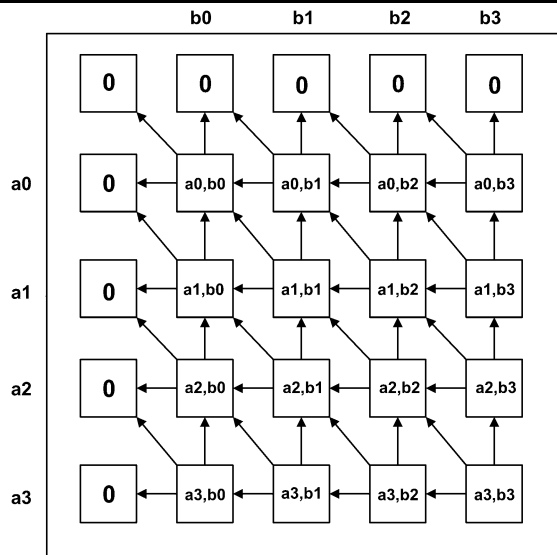 b0 b1 b2 b3
0 0 0 0 0
a0 0 a0,b0 a0,b1 a0,b2 a0,b3
a1 0 a1,b0 a1,b1 a1,b2 a1,b3
a2 0 a2,b0 a2,b1 a2,b2 a2,b3
a3 0 a3,b0 a3,b1 a3,b2 a3,b3